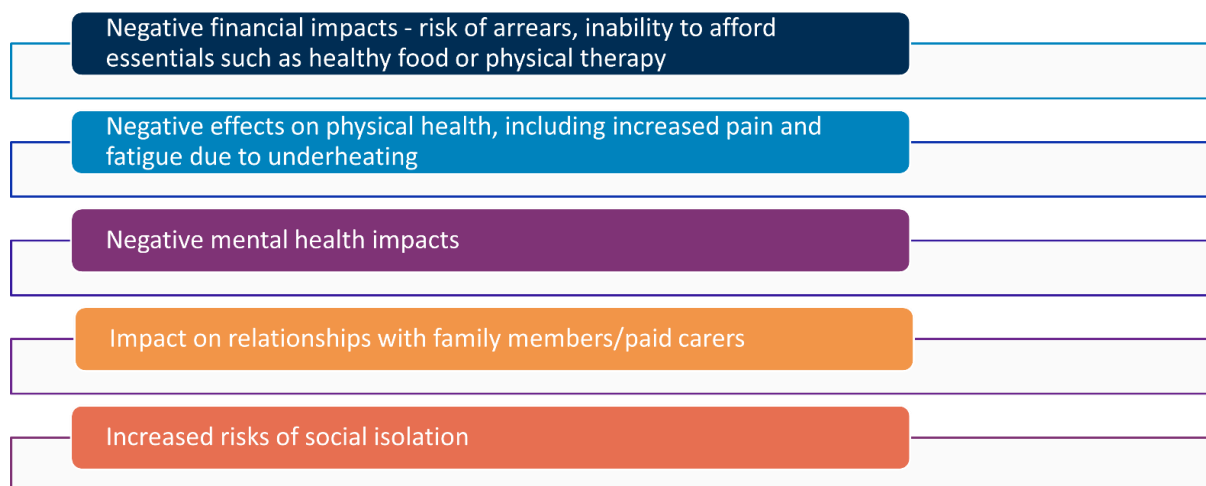 Negative financial impacts - risk of arrears, inability to afford
essentials such as healthy food or physical therapy
Negative effects on physical health, including increased pain and
fatigue due to underheating
Negative mental health impacts
Impact on relationships with family members/paid carers
Increased risks of social isolation